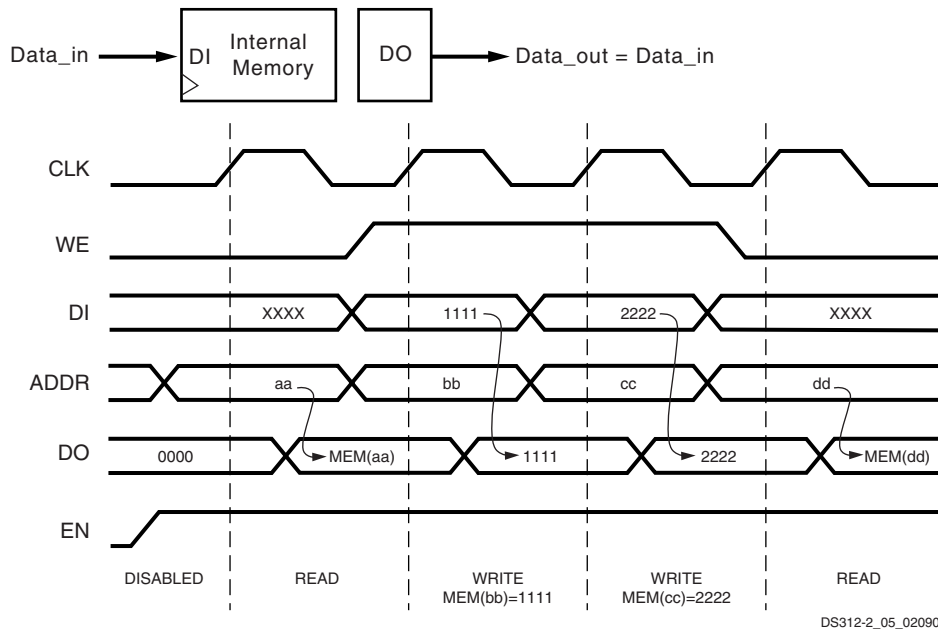 Data_in
DI
Internal
Memory
DO
Data_out = Data_in
CLK
WE
DI
XXXX
1111
2222
XXXX
ADDR
aa
bb
cc
dd
DO
0000
MEM(aa)
1111
2222
MEM(dd)
EN
DISABLED
READ
WRITE
MEM(bb)=1111
WRITE
MEM(cc)=2222
READ
DS312-2_05_02090